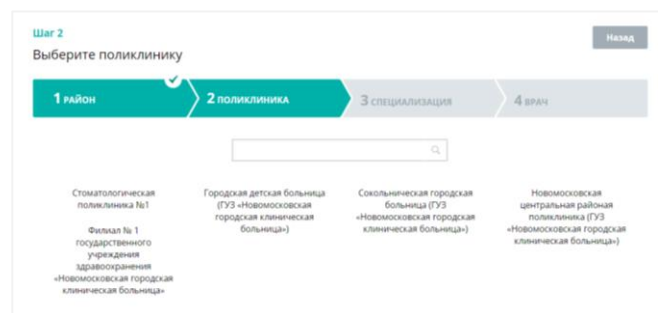 Шаг 2
Назад
Выберите поликлинику
1 РАЙОН
2 ПОЛИКЛИНИКА
3 СПЕЦИАЛИЗАЦИЯ
4 ВРАЧ
Стоматологическая
поликлиника №1
Филиал № 1
государственного
учреждения
здравоохранения
«Новомосковская городская
клиническая больница»
Городская детская больница
(ГУЗ «Новомосковская
городская клиническая
больница»)
Сокольническая городская
больница (ГУЗ
«Новомосковская городская
клиническая больница»)
Новомосковская
центральная районая
поликлиника (ГУЗ
«Новомосковская городская
клиническая больница»)